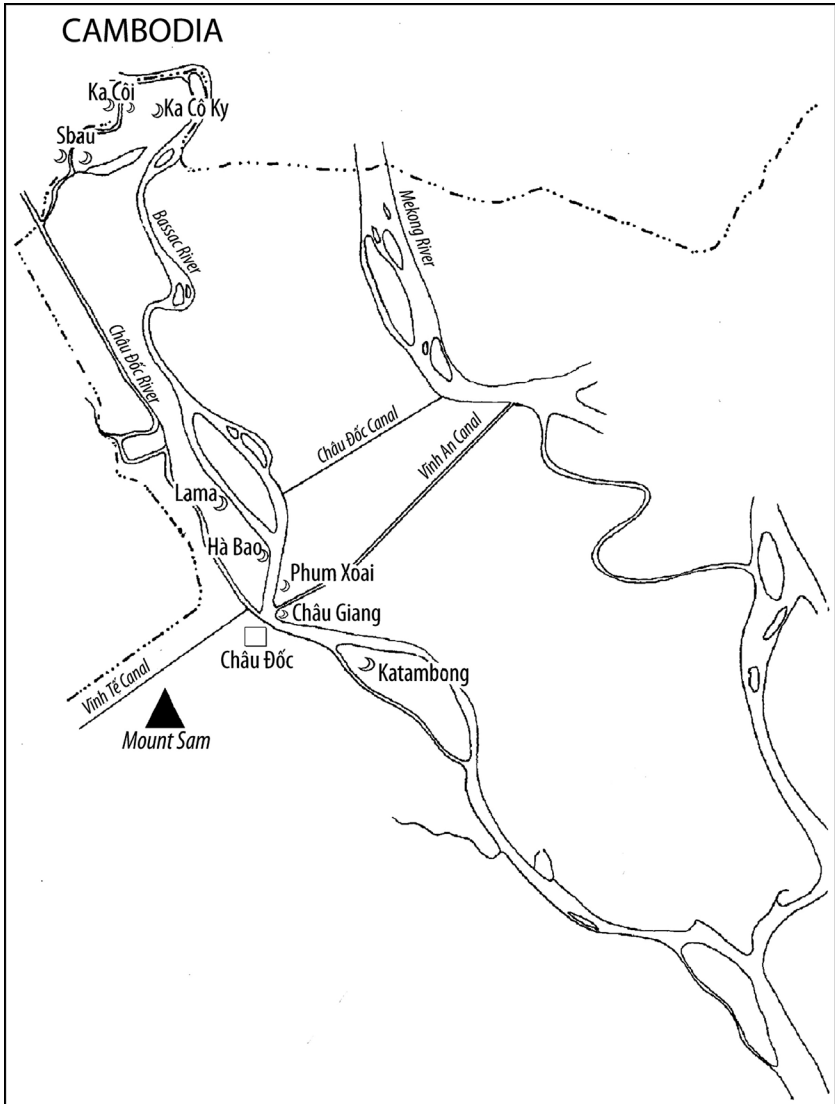 CAMBODIA
Ka Côi
Ka Cô Ky
Sbau
Mekong River
Bassac River
Châu Đốc River
Châu Đốc Canal
Vĩnh An Canal
Lama
Hà Bao
Phum Xoai
Châu Giang
Châu Đốc
Katambong
Vĩnh Tế Canal
Mount Sam